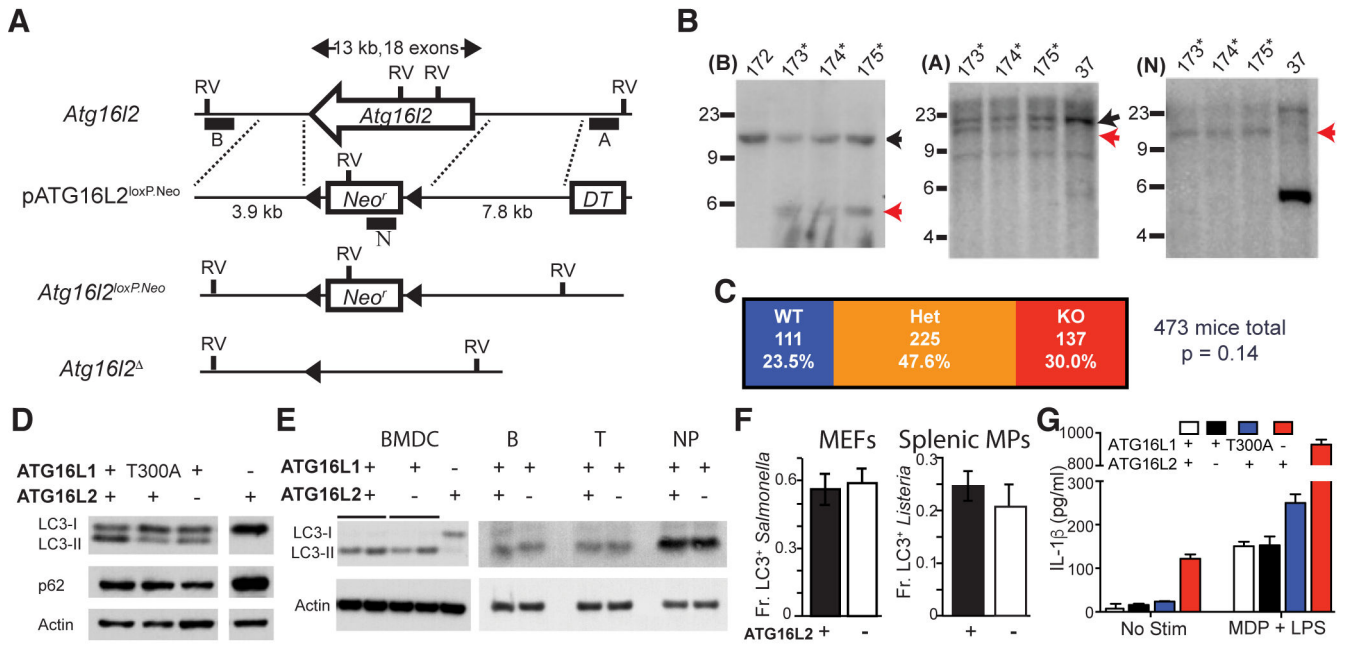 A
13 kb, 18 exons
RV RV RV RV
Atg16l2
Atg16l2
B
A
RV
pATG16L2loxP.Neo
Neor
DT
3.9 kb
7.8 kb
N
RV RV RV
Atg16l2loxP.Neo
Neor
RV RV
Atg16l2Δ
B
(B) 172 173* 174* 175*
23
9
6
(A) 173* 174* 175* 37
23
9
6
4
(N) 173* 174* 175* 37
23
9
6
4
C
WT Het KO
111 225 137
23.5% 47.6% 30.0%
473 mice total
p = 0.14
D
ATG16L1 + T300A + -
ATG16L2 + + - +
LC3-I
LC3-II
p62
Actin
E
BMDC B T NP
ATG16L1 + + - + + + + + +
ATG16L2 + - + + - + - + -
LC3-I
LC3-II
Actin
F
MEFs
Fr. LC3+ Salmonella
0.6
0.3
0
ATG16L2 + -
Splenic MPs
Fr. LC3+ Listeria
0.3
0.2
0.1
0
+ -
G
ATG16L1 + + T300A -
ATG16L2 + - + +
IL-1β (pg/ml)
1000
800
300
200
100
0
No Stim
MDP + LPS